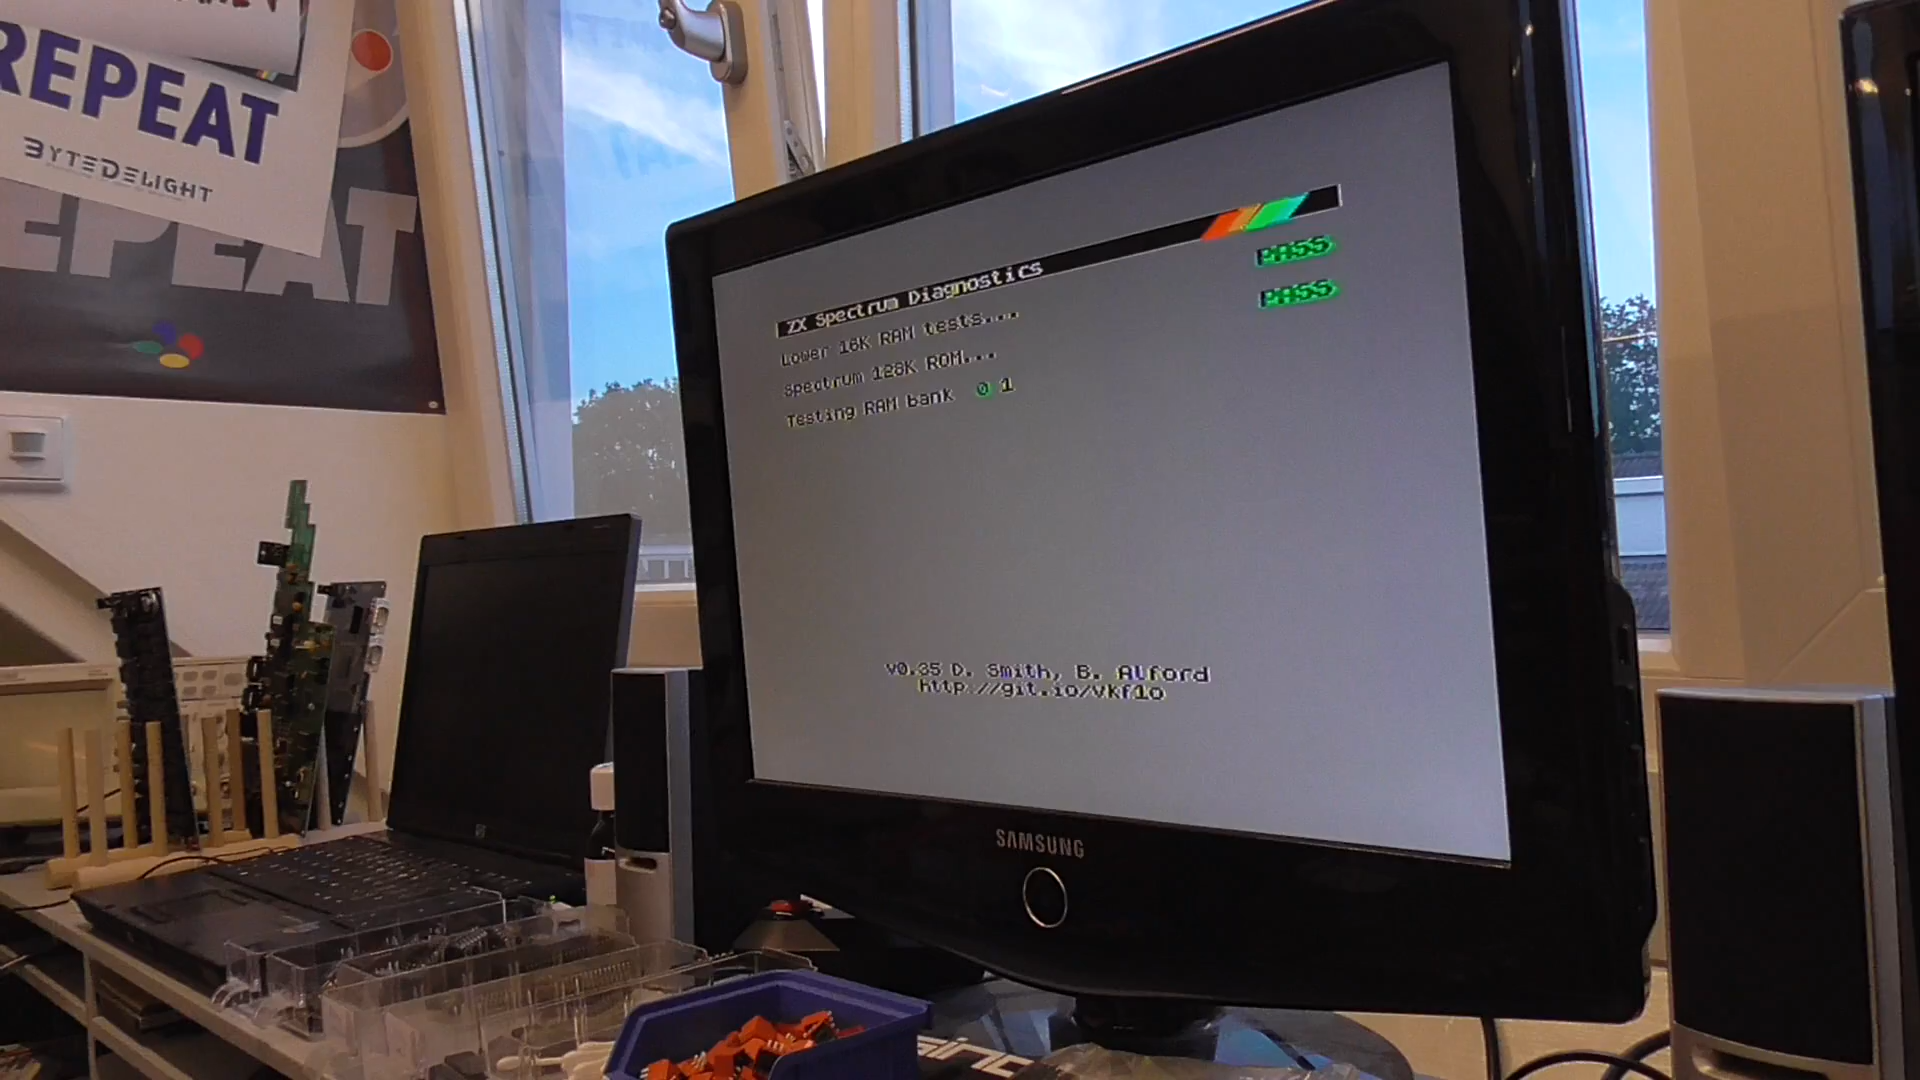 REPEAT
BYTEDELIGHT
EPEAT
ZX Spectrum Diagnostics
Lower 16K RAM tests... PASS
Spectrum 128K ROM... PASS
Testing RAM bank 0 1
v0.35 D. Smith, B. Alford
http://git.io/vkf1o
SAMSUNG